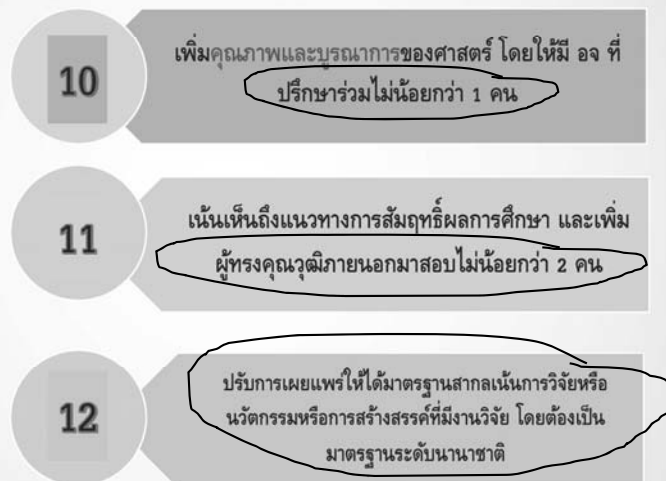 10
เพิ่มคุณภาพและบูรณาการของศาสตร์ โดยให้มี อจ ที่
ปรึกษาร่วมไม่น้อยกว่า 1 คน
11
เน้นเห็นถึงแนวทางการสัมฤทธิ์ผลการศึกษา และเพิ่ม
ผู้ทรงคุณวุฒิภายนอกมาสอบไม่น้อยกว่า 2 คน
12
ปรับการเผยแพร่ให้ได้มาตรฐานสากลเน้นการวิจัยหรือ
นวัตกรรมหรือการสร้างสรรค์ที่มีงานวิจัย โดยต้องเป็น
มาตรฐานระดับนานาชาติ